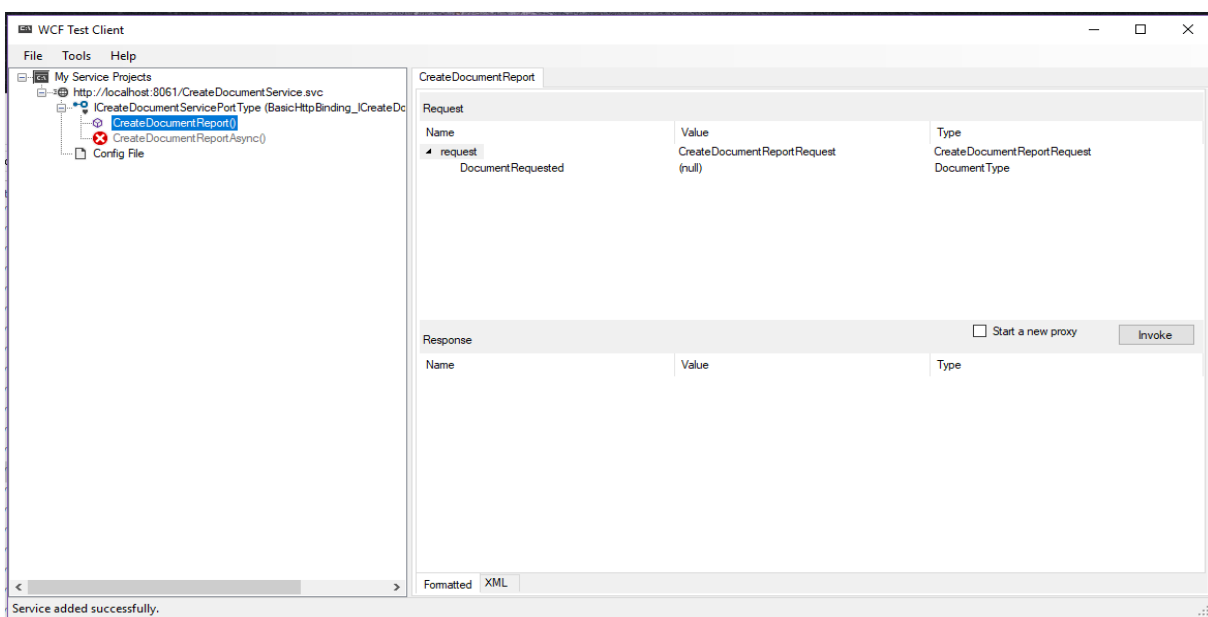 WCF Test Client
File Tools Help
My Service Projects
http://localhost:8061/CreateDocumentService.svc
ICreateDocumentServicePortType (BasicHttpBinding_ICreateDc
CreateDocumentReport()
CreateDocumentReportAsync()
Config File
CreateDocumentReport
Request
Name Value Type
request CreateDocumentReportRequest CreateDocumentReportRequest
DocumentRequested (null) DocumentType
Response Start a new proxy Invoke
Name Value Type
Formatted XML
Service added successfully.